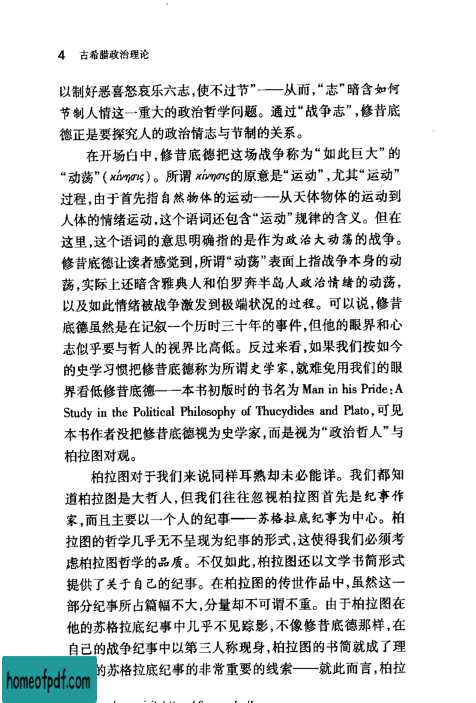 4 古希腊政治理论
以制好恶喜怒哀乐六志，使不过节”——从而，“志”暗含如何
节制人情这一重大的政治哲学问题。通过“战争志”，修昔底
德正是要探究人的政治情志与节制的关系。
在开场白中，修昔底德把这场战争称为“如此巨大”的
“动荡”（κίνησις）。所谓 κίνησις的原意是“运动”，尤其“运动”
过程，由于首先指自然物体的运动——从天体物体的运动到
人体的情绪运动，这个语词还包含“运动”规律的含义。但在
这里，这个语词的意思明确指的是作为政治大动荡的战争。
修昔底德让读者感觉到，所谓“动荡”表面上指战争本身的动
荡，实际上还暗含雅典人和伯罗奔半岛人政治情绪的动荡，
以及如此情绪被战争激发到极端状况的过程。可以说，修昔
底德虽然是在记叙一个历时三十年的事件，但他的眼界和心
志似乎要与哲人的视界比高低。反过来看，如果我们按如今
的史学习惯把修昔底德称为所谓史学家，就难免用我们的眼
界看低修昔底德——本书初版时的书名为 Man in his Pride：A
Study in the Political Philosophy of Thucydides and Plato，可见
本书作者没把修昔底德视为史学家，而是视为“政治哲人”与
柏拉图对观。
柏拉图对于我们来说同样耳熟却未必能详。我们都知
道柏拉图是大哲人，但我们往往忽视柏拉图首先是纪事作
家，而且主要以一个人的纪事——苏格拉底纪事为中心。柏
拉图的哲学几乎无不呈现为纪事的形式，这使得我们必须考
虑柏拉图哲学的品质。不仅如此，柏拉图还以文学书简形式
提供了关于自己的纪事。在柏拉图的传世作品中，虽然这一
部分纪事所占篇幅不大，分量却不可谓不重。由于柏拉图在
他的苏格拉底纪事中几乎不见踪影，不像修昔底德那样，在
自己的战争纪事中以第三人称现身，柏拉图的书简就成了理
的苏格拉底纪事的非常重要的线索——就此而言，柏拉
homeofpdf.com